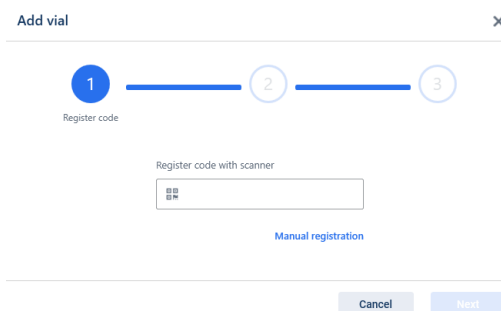 Add vial
1
2
3
Register code
Register code with scanner
Manual registration
Cancel
Next